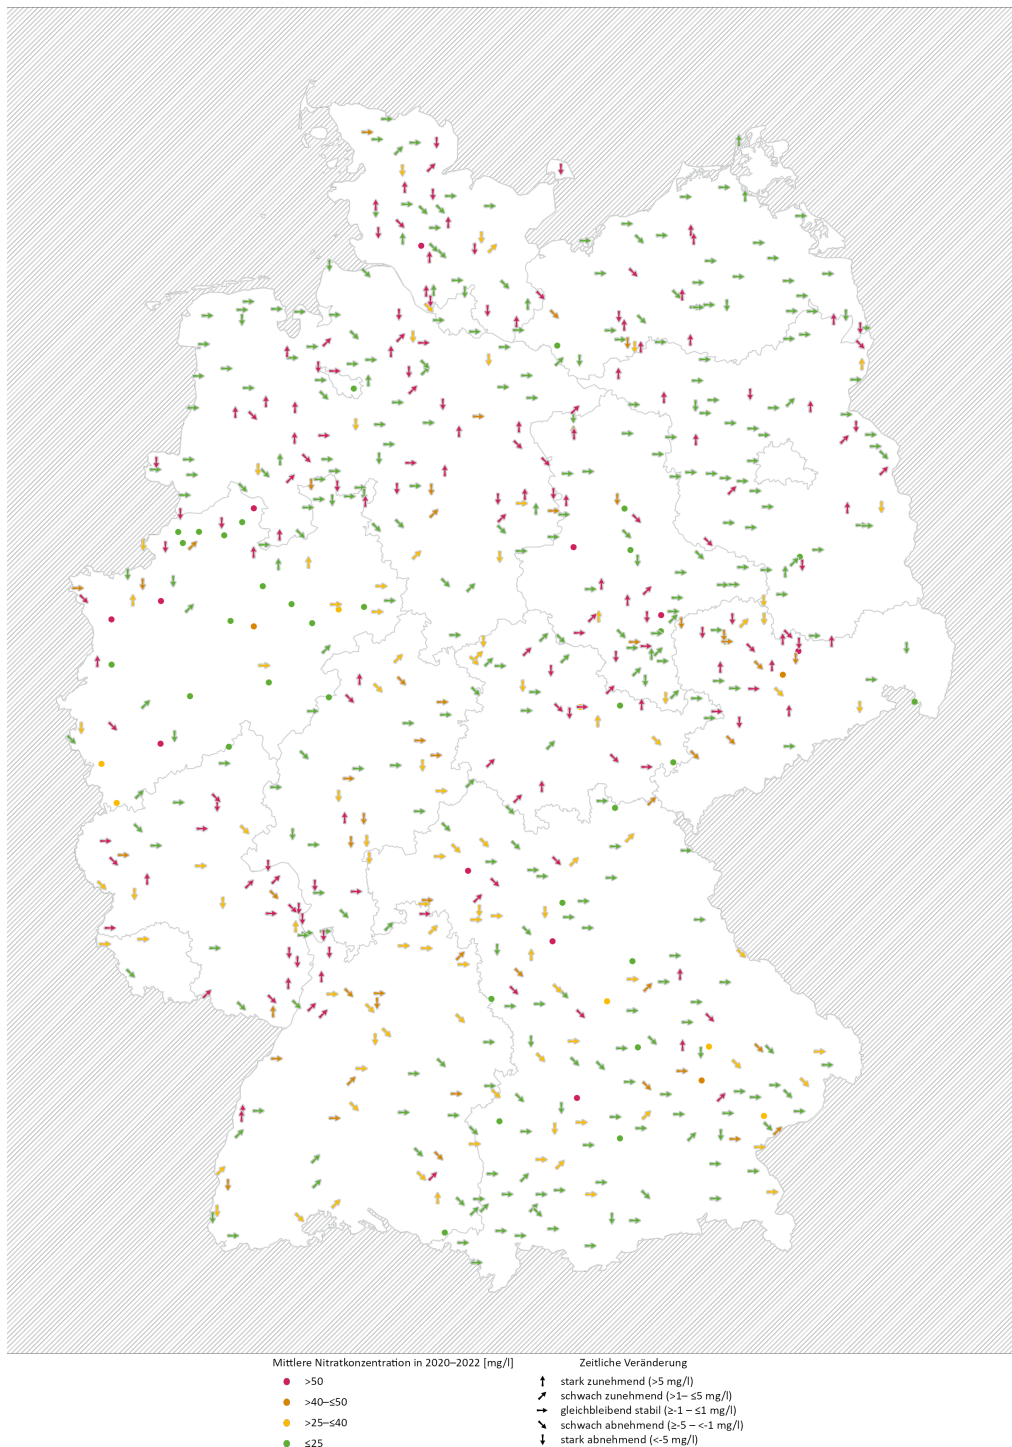 Mittlere Nitratkonzentration in 2020–2022 [mg/l]
>50
>40–≤50
>25–≤40
≤25
Zeitliche Veränderung
stark zunehmend (>5 mg/l)
schwach zunehmend (>1– ≤5 mg/l)
gleichbleibend stabil (≥-1 – ≤1 mg/l)
schwach abnehmend (≥-5 – <-1 mg/l)
stark abnehmend (<-5 mg/l)